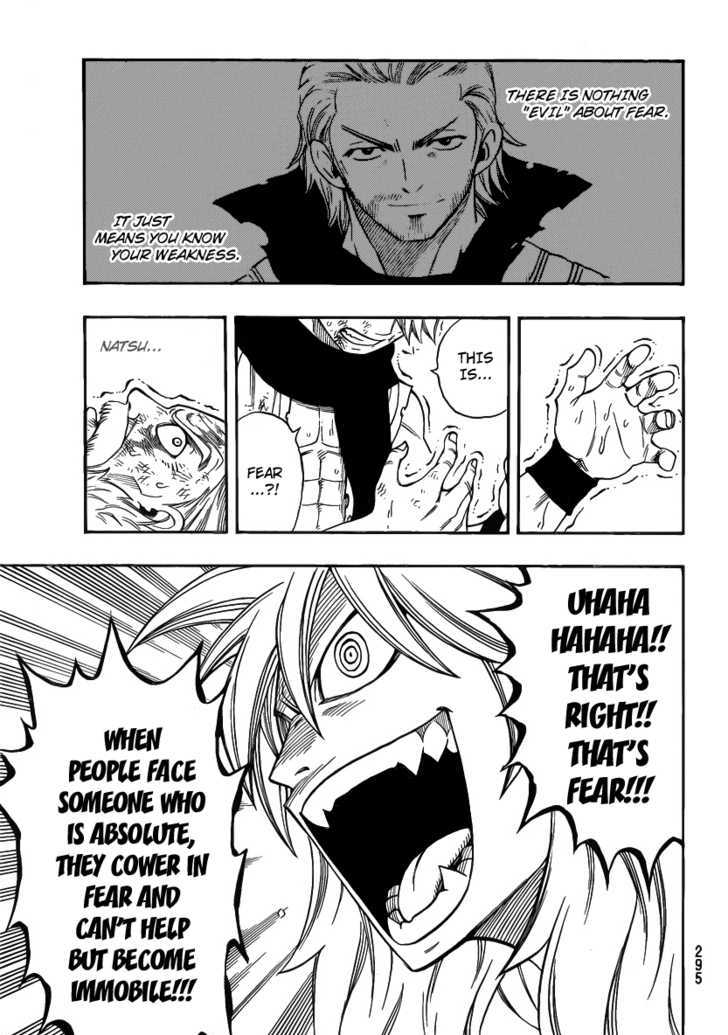 THERE IS NOTHING
"EVIL" ABOUT FEAR.
IT JUST
MEANS YOU KNOW
YOUR WEAKNESS.
THIS
IS...
FEAR
...?!
NATSU...
UHAHA
HAHAHA!!
THAT'S
RIGHT!!
THAT'S
FEAR!!!
WHEN
PEOPLE FACE
SOMEONE WHO
IS ABSOLUTE,
THEY COWER IN
FEAR AND
CAN'T HELP
BUT BECOME
IMMOBILE!!!
295